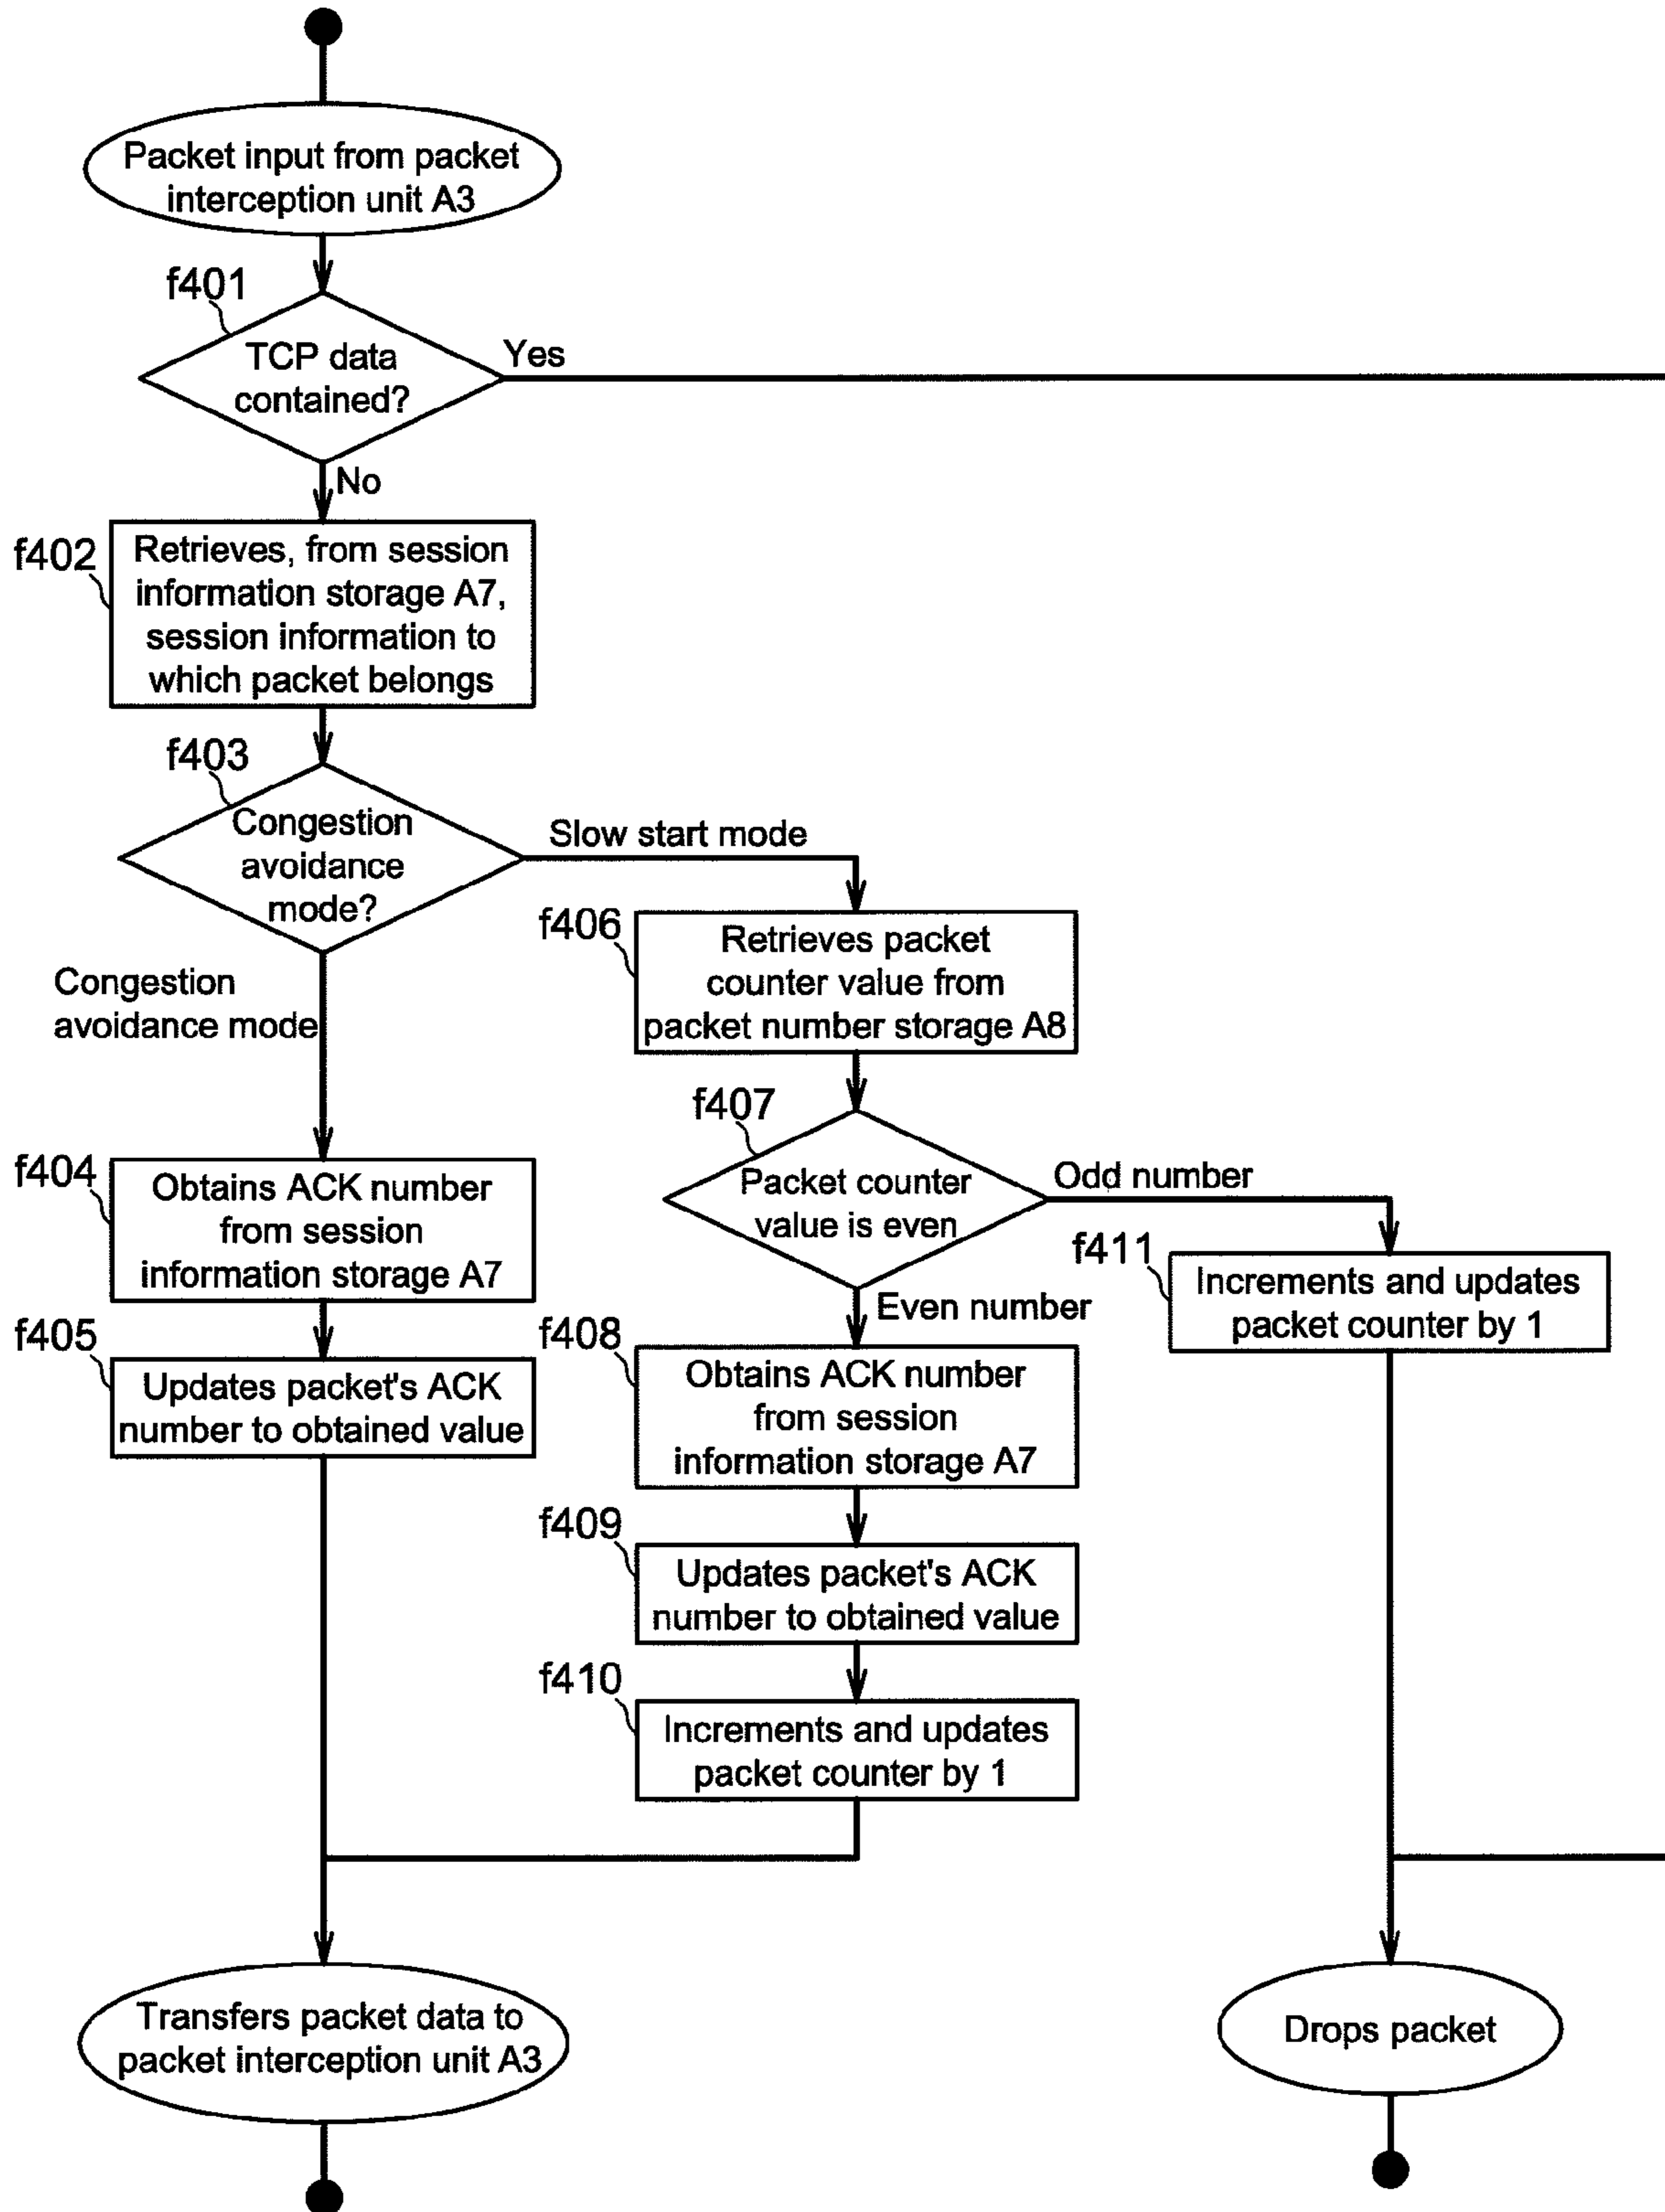 Packet input from packet
interception unit A3
f401
TCP data
contained?
Yes
No
f402
Retrieves, from session
information storage A7,
session information to
which packet belongs
f403
Congestion
avoidance
mode?
Slow start mode
Congestion
avoidance mode
f406
Retrieves packet
counter value from
packet number storage A8
f407
Packet counter
value is even
Odd number
Even number
f404
Obtains ACK number
from session
information storage A7
f405
Updates packet's ACK
number to obtained value
f408
Obtains ACK number
from session
information storage A7
f409
Updates packet's ACK
number to obtained value
f410
Increments and updates
packet counter by 1
f411
Increments and updates
packet counter by 1
Transfers packet data to
packet interception unit A3
Drops packet